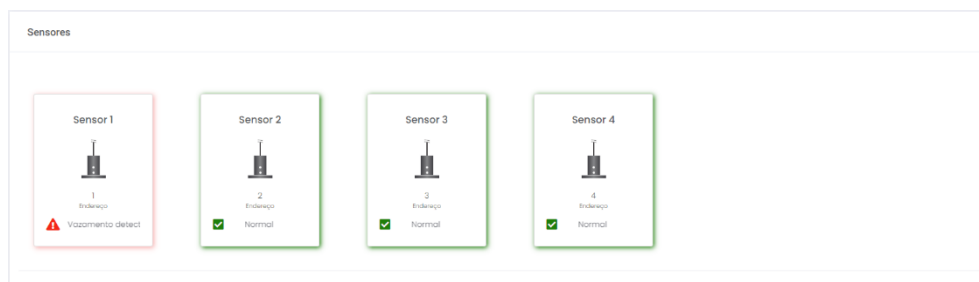 Sensores
Sensor 1
1
Endereço
Vazamento detect
Sensor 2
2
Endereço
Normal
Sensor 3
3
Endereço
Normal
Sensor 4
4
Endereço
Normal